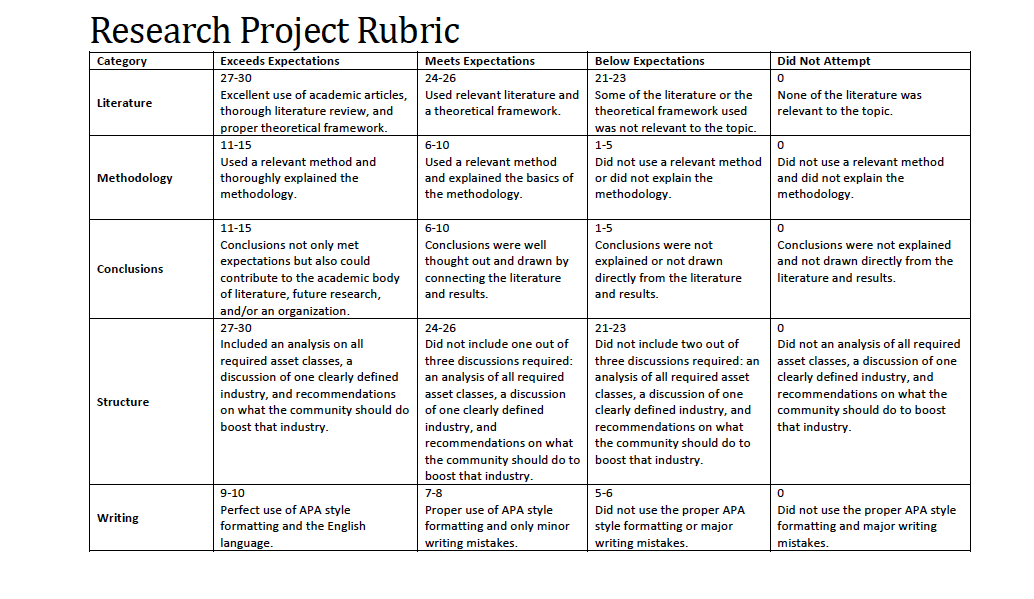 Research Project Rubric
Category
Exceeds Expectations
Meets Expectations
Below Expectations
Did Not Attempt
Literature
27-30
Excellent use of academic articles,
thorough literature review, and
proper theoretical framework.
24-26
Used relevant literature and
a theoretical framework.
21-23
Some of the literature or the
theoretical framework used
was not relevant to the topic.
0
None of the literature was
relevant to the topic.
Methodology
11-15
Used a relevant method and
thoroughly explained the
methodology.
6-10
Used a relevant method
and explained the basics of
the methodology.
1-5
Did not use a relevant method
or did not explain the
methodology.
0
Did not use a relevant method
and did not explain the
methodology.
Conclusions
11-15
Conclusions not only met
expectations but also could
contribute to the academic body
of literature, future research,
and/or an organization.
6-10
Conclusions were well
thought out and drawn by
connecting the literature
and results.
1-5
Conclusions were not
explained or not drawn
directly from the literature
and results.
0
Conclusions were not explained
and not drawn directly from the
literature and results.
Structure
27-30
Included an analysis on all
required asset classes, a
discussion of one clearly defined
industry, and recommendations
on what the community should do
boost that industry.
24-26
Did not include one out of
three discussions required:
an analysis of all required
asset classes, a discussion
of one clearly defined
industry, and
recommendations on what
the community should do to
boost that industry.
21-23
Did not include two out of
three discussions required: an
analysis of all required asset
classes, a discussion of one
clearly defined industry, and
recommendations on what
the community should do to
boost that industry.
0
Did not an analysis of all required
asset classes, a discussion of one
clearly defined industry, and
recommendations on what the
community should do to boost
that industry.
Writing
9-10
Perfect use of APA style
formatting and the English
language.
7-8
Proper use of APA style
formatting and only minor
writing mistakes.
5-6
Did not use the proper APA
style formatting or major
writing mistakes.
0
Did not use the proper APA style
formatting and major writing
mistakes.